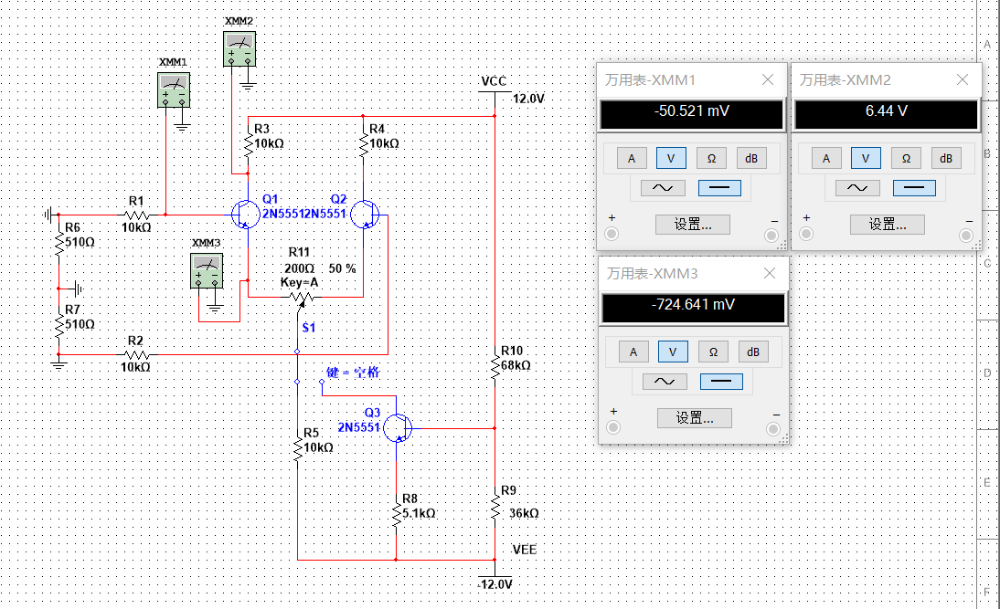 XMM2
XMM1
VCC
12.0V
R3
10kΩ
R4
10kΩ
R1
10kΩ
Q1
2N5551
Q2
2N5551
R6
510Ω
XMM3
R11
200Ω 50 %
Key=A
R7
510Ω
S1
R2
10kΩ
键 = 空格
R10
68kΩ
Q3
2N5551
R5
10kΩ
R8
5.1kΩ
R9
36kΩ
VEE
-12.0V
万用表-XMM1
-50.521 mV
A V Ω dB
+ 设置... −
万用表-XMM2
6.44 V
A V Ω dB
+ 设置... −
万用表-XMM3
-724.641 mV
A V Ω dB
+ 设置... −
A
B
C
D
E
F